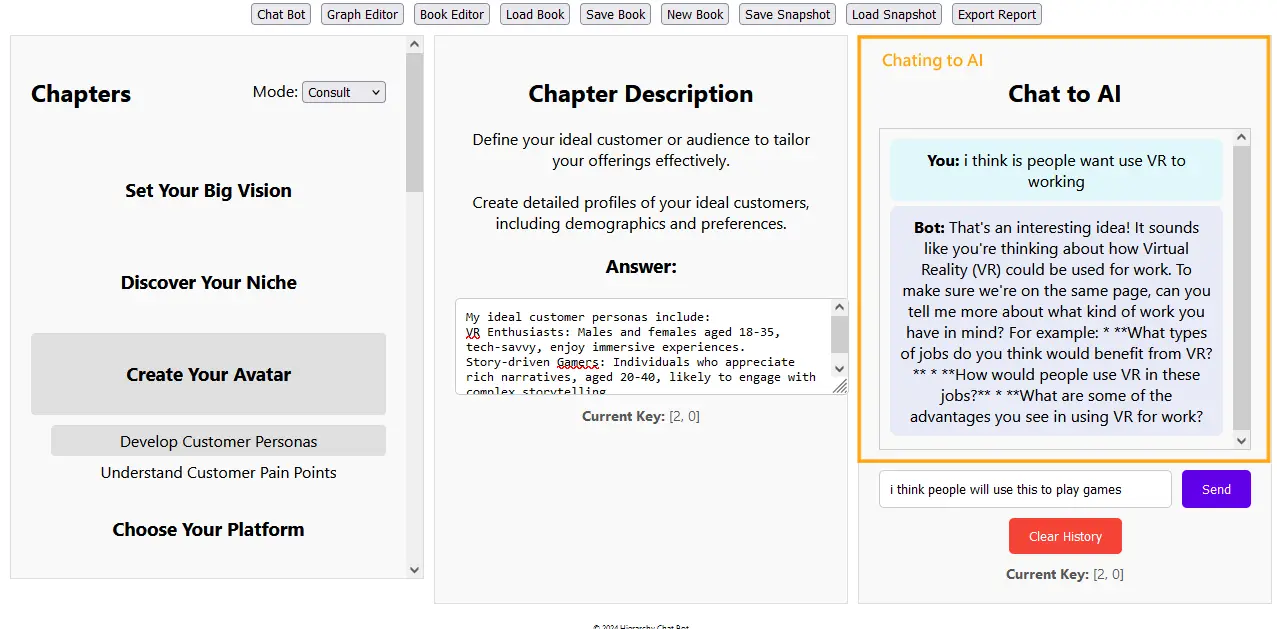 Chat Bot
Graph Editor
Book Editor
Load Book
Save Book
New Book
Save Snapshot
Load Snapshot
Export Report
Chapters
Mode: Consult
Set Your Big Vision
Discover Your Niche
Create Your Avatar
Develop Customer Personas
Understand Customer Pain Points
Choose Your Platform
Chapter Description
Define your ideal customer or audience to tailor
your offerings effectively.
Create detailed profiles of your ideal customers,
including demographics and preferences.
Answer:
My ideal customer personas include:
VR Enthusiasts: Males and females aged 18-35,
tech-savvy, enjoy immersive experiences.
Story-driven Gamers: Individuals who appreciate
rich narratives, aged 20-40, likely to engage with
complex storytelling
Current Key: [2, 0]
Chating to AI
Chat to AI
You: i think is people want use VR to
working
Bot: That's an interesting idea! It sounds
like you're thinking about how Virtual
Reality (VR) could be used for work. To
make sure we're on the same page, can you
tell me more about what kind of work you
have in mind? For example: * **What types
of jobs do you think would benefit from VR?
** * **How would people use VR in these
jobs?** * **What are some of the
advantages you see in using VR for work?
i think people will use this to play games
Send
Clear History
Current Key: [2, 0]
© 2024 Hierarchy Chat Bot